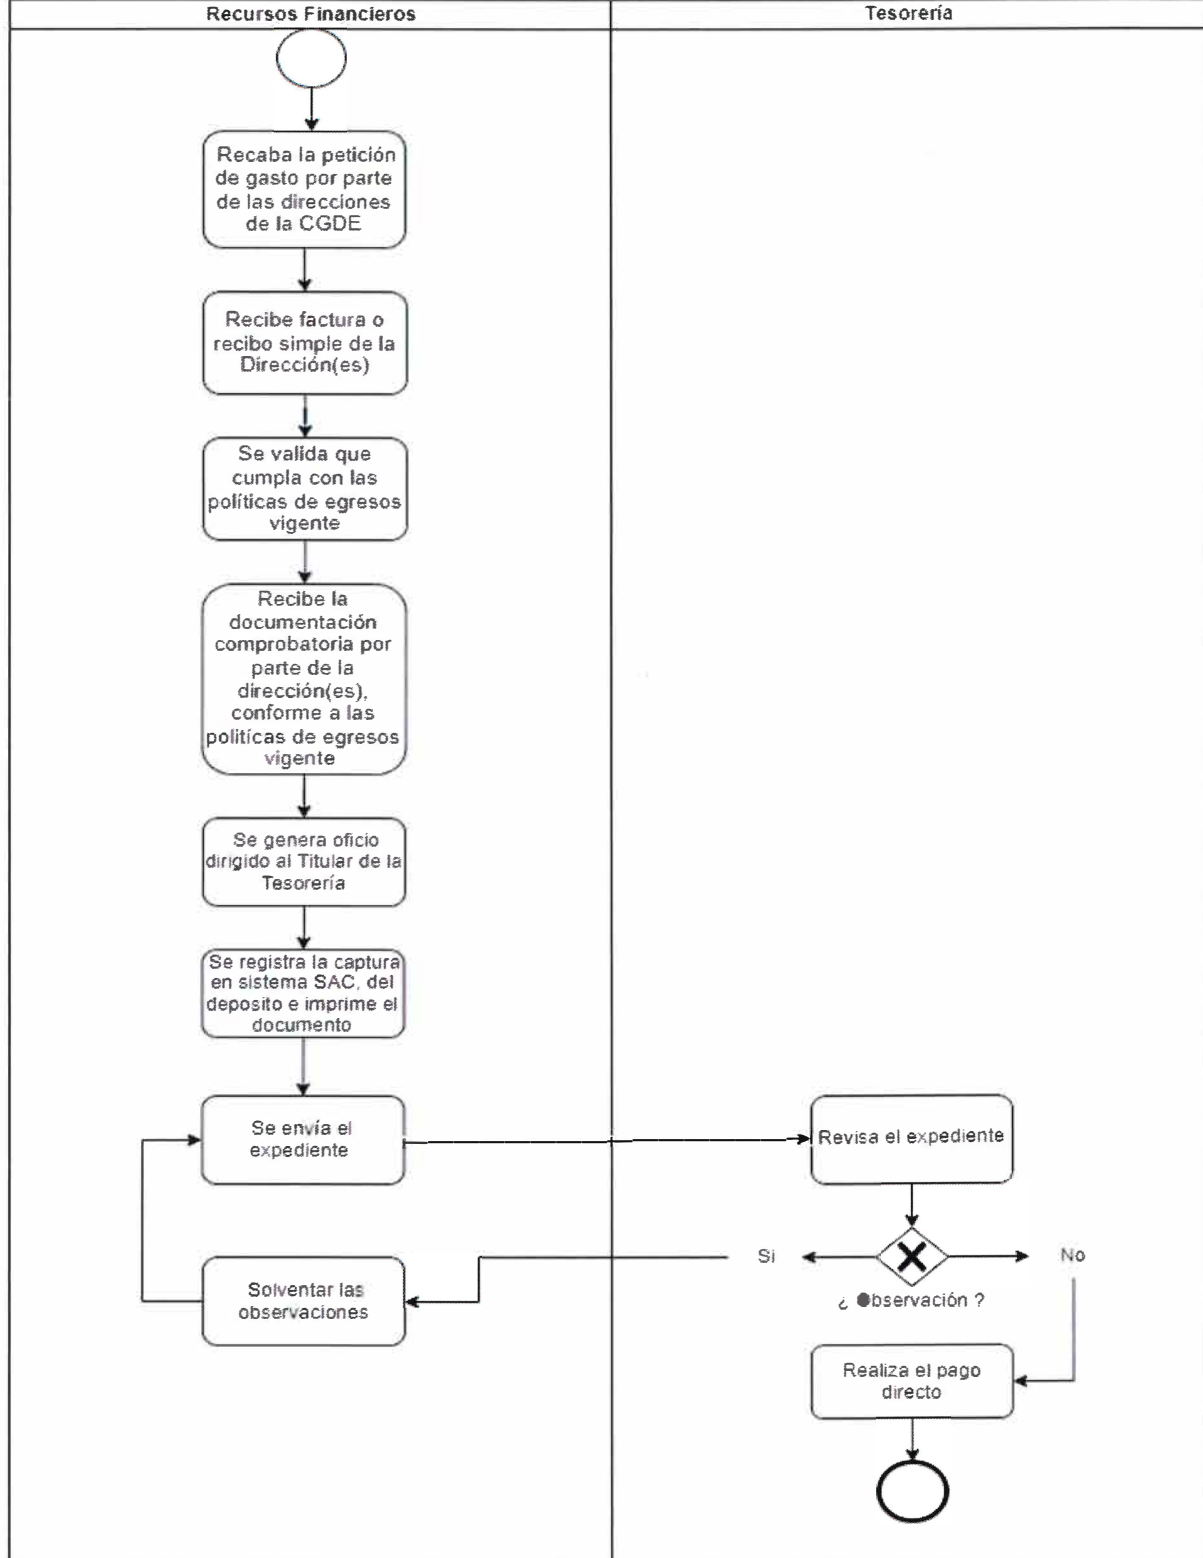 Recursos Financieros
Tesorería
Recaba la petición
de gasto por parte
de las direcciones
de la CGDE
Recibe factura o
recibo simple de la
Dirección(es)
Se valida que
cumpla con las
políticas de egresos
vigente
Recibe la
documentación
comprobatoria por
parte de la
dirección(es),
conforme a las
politícas de egresos
vigente
Se genera oficio
dirigido al Titular de la
Tesorería
Se registra la captura
en sistema SAC, del
deposito e imprime el
documento
Se envía el
expediente
Revisa el expediente
Si
No
¿ Observación ?
Solventar las
observaciones
Realiza el pago
directo